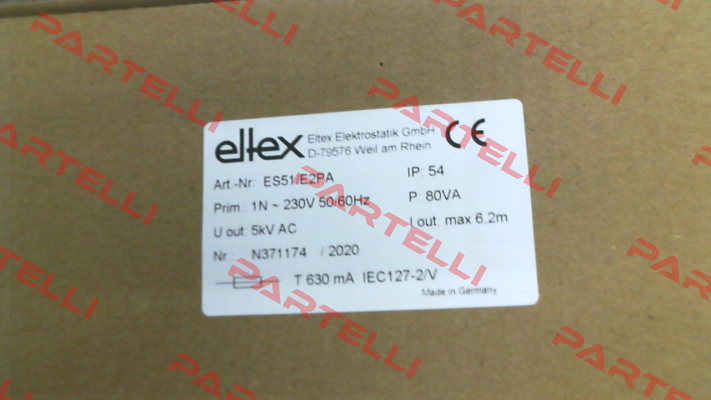 PARTELLI
PARTELLI
PARTELLI
eltex Eltex Elektrostatik GmbH CE
D-79576 Weil am Rhein
Art.-Nr: ES51/E2PA IP: 54
Prim.: 1N ~ 230V 50/60Hz P: 80VA
U out: 5kV AC I out: max 6,2m
Nr.: N371174 / 2020
T 630 mA IEC127-2/V
Made in Germany
PARTELLI
PARTELLI
PARTELLI